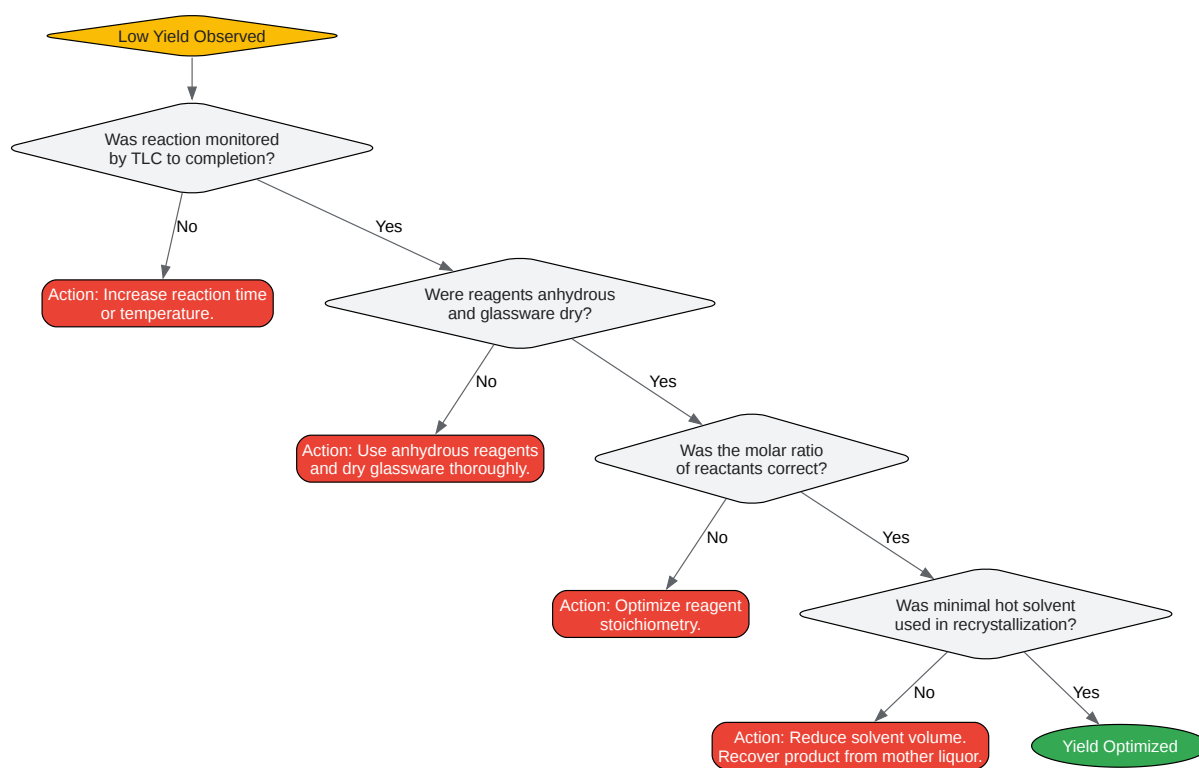 Low Yield Observed
Was reaction monitored
by TLC to completion?
No
Yes
Action: Increase reaction time
or temperature.
Were reagents anhydrous
and glassware dry?
No
Yes
Action: Use anhydrous reagents
and dry glassware thoroughly.
Was the molar ratio
of reactants correct?
No
Yes
Action: Optimize reagent
stoichiometry.
Was minimal hot solvent
used in recrystallization?
No
Yes
Action: Reduce solvent volume.
Recover product from mother liquor.
Yield Optimized